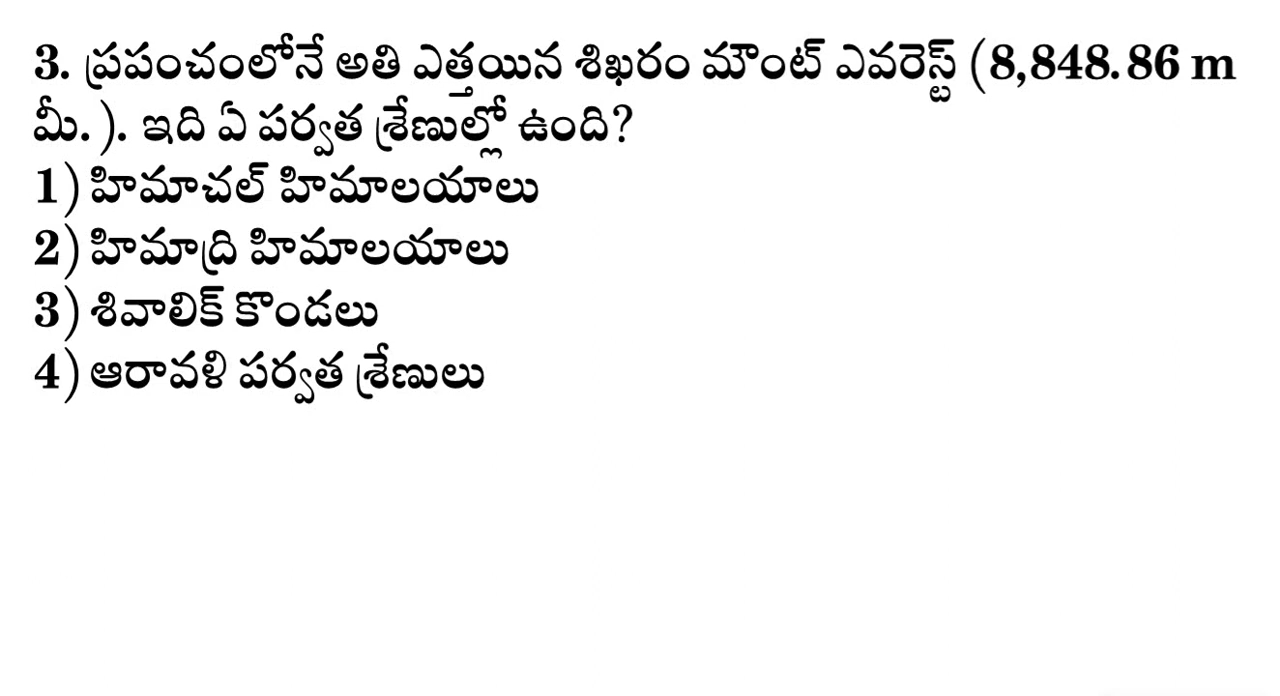 3. ప్రపంచంలోనే అతి ఎత్తయిన శిఖరం మౌంట్ ఎవరెస్ట్ (8,848.86 m
మీ. ). ఇది ఏ పర్వత శ్రేణుల్లో ఉంది?
1) హిమాచల్ హిమాలయాలు
2) హిమాద్రి హిమాలయాలు
3) శివాలిక్ కొండలు
4) ఆరావళి పర్వత శ్రేణులు